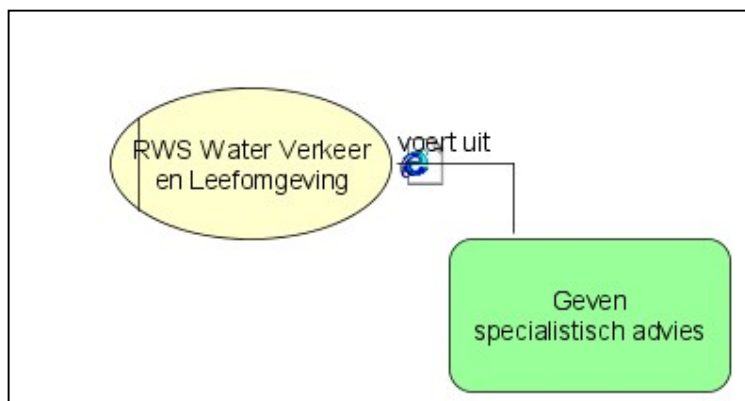 RWS Water Verkeer
en Leefomgeving
voert uit
Geven
specialistisch advies